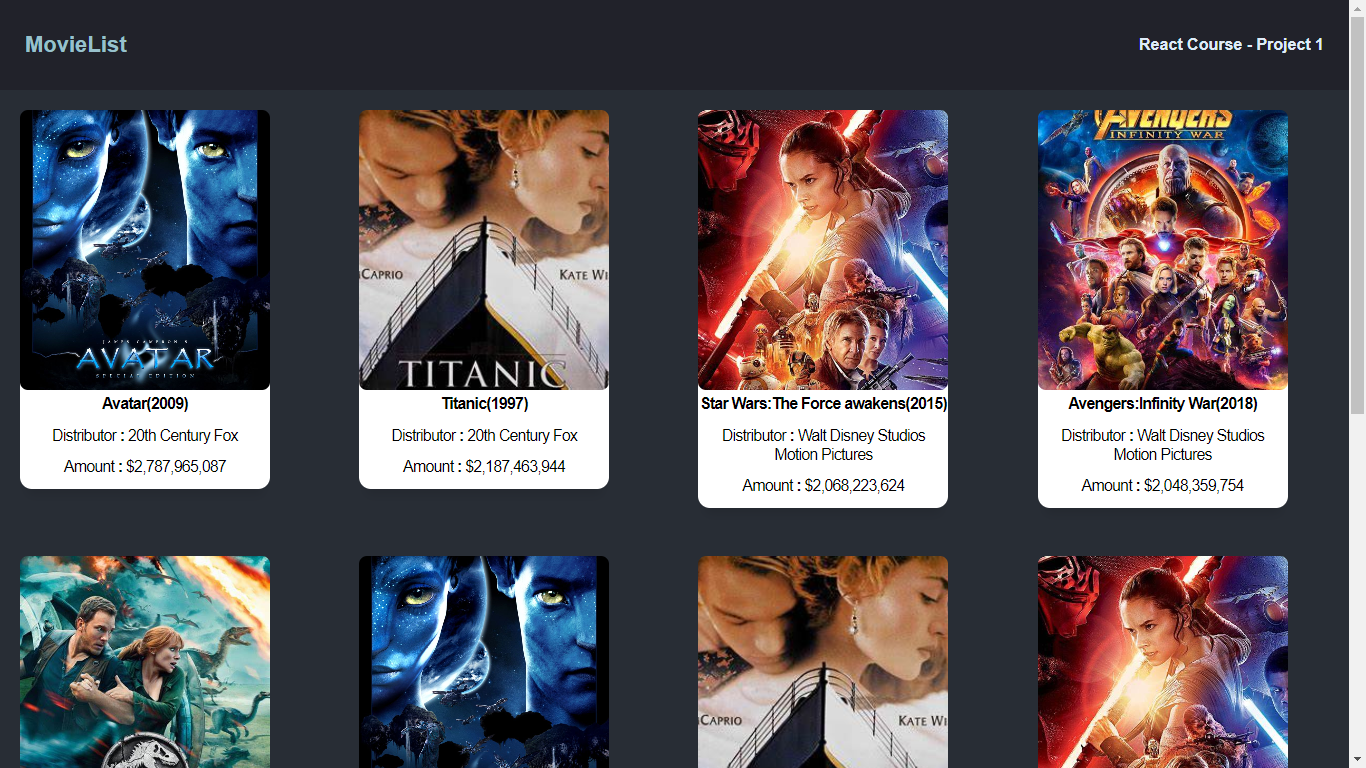 MovieList
React Course - Project 1
JAMES CAMERON'S
AVATAR
SPECIAL EDITION
iCAPRIO
KATE WI
TITANIC
AVENGERS
INFINITY WAR
Avatar(2009)
Distributor : 20th Century Fox
Amount : $2,787,965,087
Titanic(1997)
Distributor : 20th Century Fox
Amount : $2,187,463,944
Star Wars:The Force awakens(2015)
Distributor : Walt Disney Studios
Motion Pictures
Amount : $2,068,223,624
Avengers:Infinity War(2018)
Distributor : Walt Disney Studios
Motion Pictures
Amount : $2,048,359,754
iCAPRIO
KATE WI